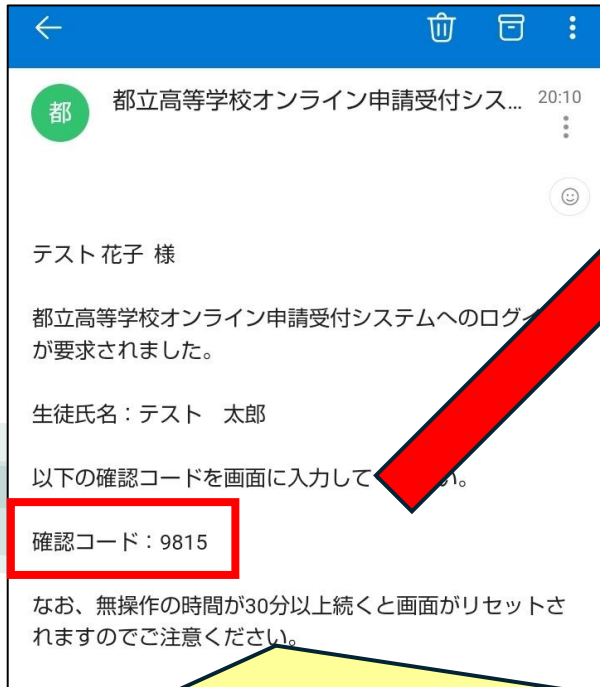 都
都立高等学校オンライン申請受付シス... 20:10
テスト 花子 様
都立高等学校オンライン申請受付システムへのログイ
が要求されました。
生徒氏名：テスト　太郎
以下の確認コードを画面に入力して い。
確認コード：9815
なお、無操作の時間が30分以上続くと画面がリセットさ
れますのでご注意ください。